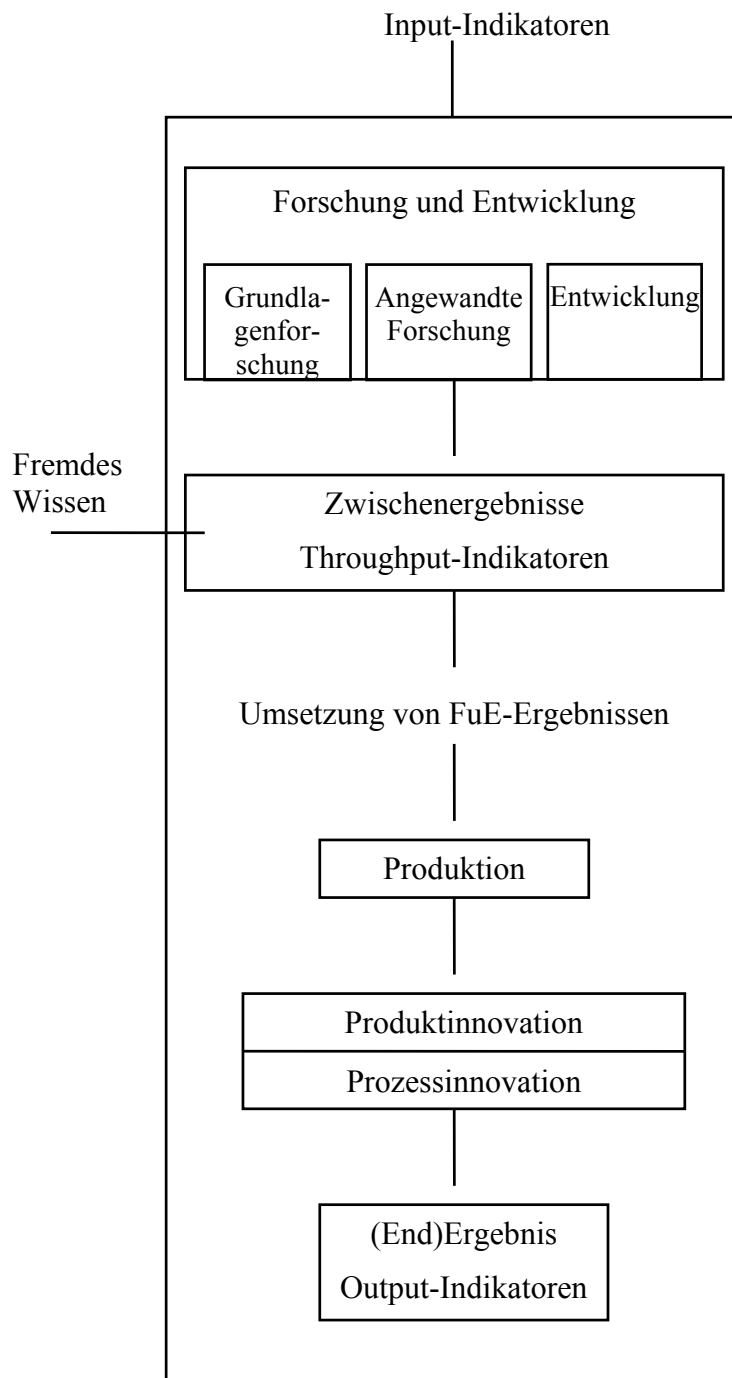 Input-Indikatoren
Forschung und Entwicklung
Grundla-
genfor-
schung
Angewandte
Forschung
Entwicklung
Fremdes
Wissen
Zwischenergebnisse
Throughput-Indikatoren
Umsetzung von FuE-Ergebnissen
Produktion
Produktinnovation
Prozessinnovation
(End)Ergebnis
Output-Indikatoren